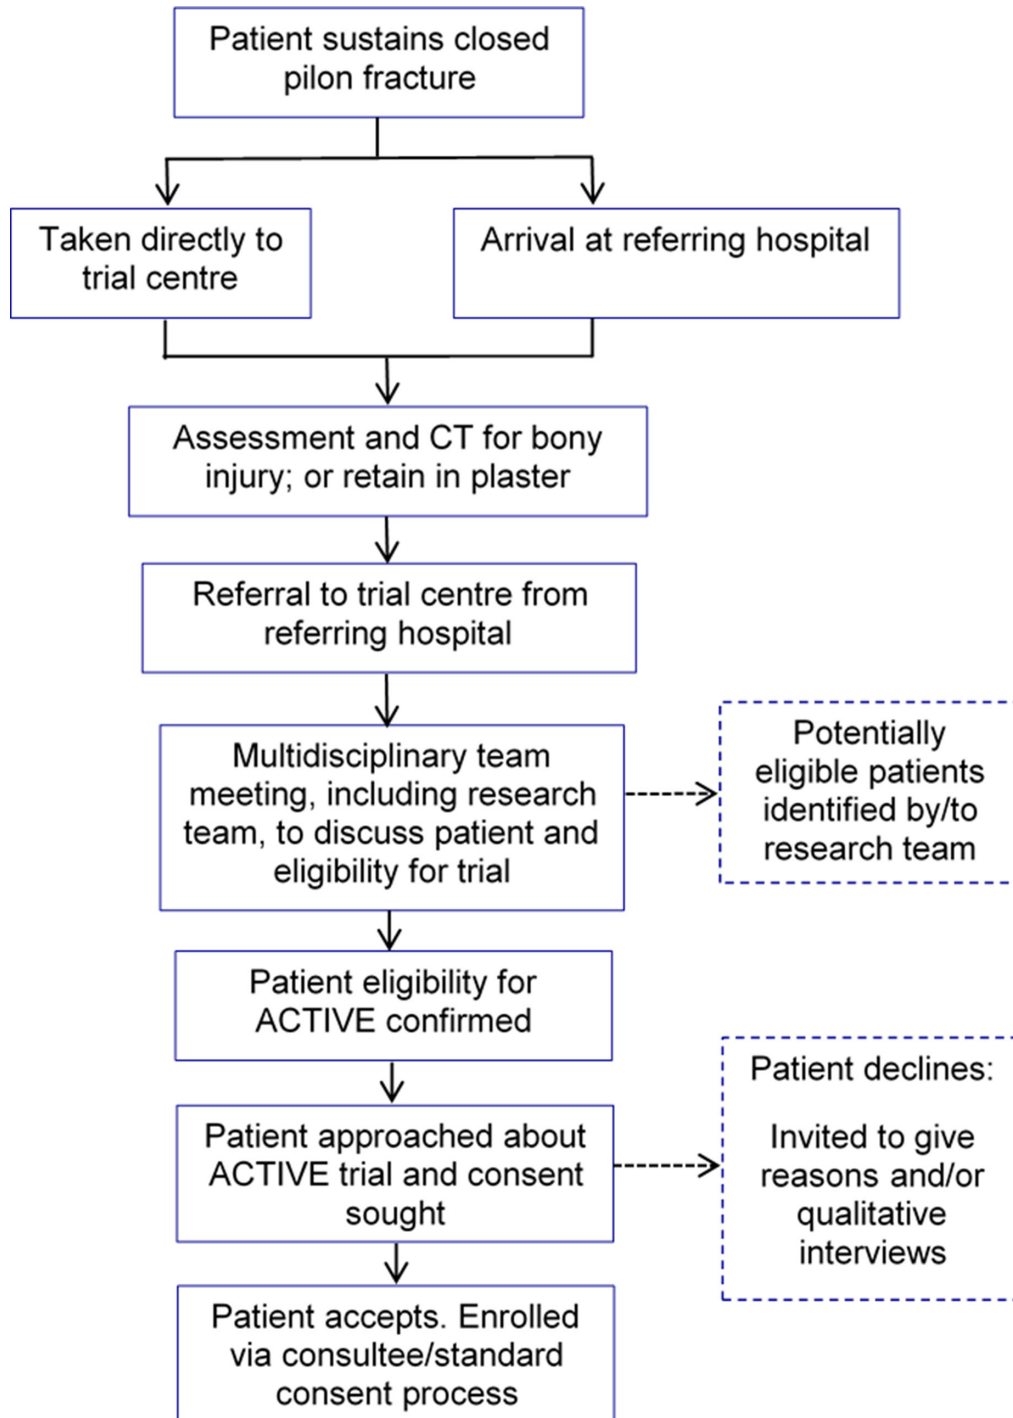 Patient sustains closed
pilon fracture
Taken directly to
trial centre
Arrival at referring hospital
Assessment and CT for bony
injury; or retain in plaster
Referral to trial centre from
referring hospital
Multidisciplinary team
meeting, including research
team, to discuss patient and
eligibility for trial
Potentially
eligible patients
identified by/to
research team
Patient eligibility for
ACTIVE confirmed
Patient approached about
ACTIVE trial and consent
sought
Patient declines:
Invited to give
reasons and/or
qualitative
interviews
Patient accepts. Enrolled
via consultee/standard
consent process